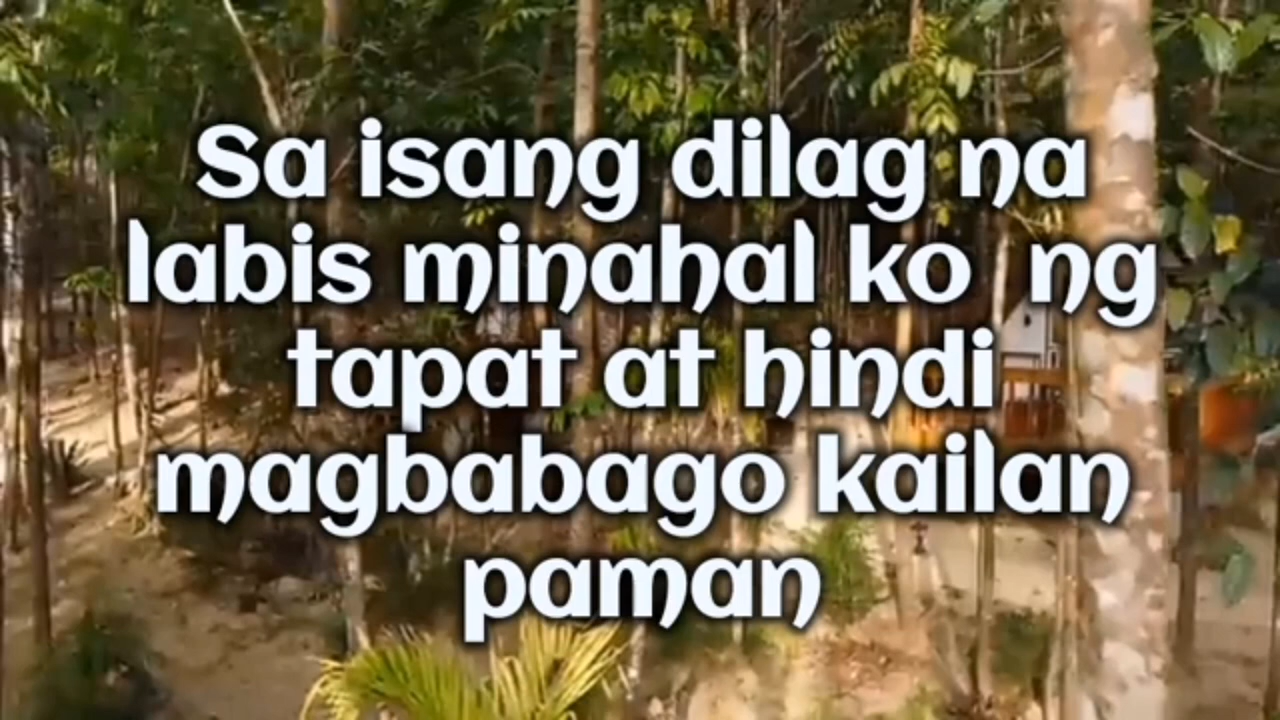 Sa isang dilag na
labis minahal ko  ng
tapat at hindi
magbabago kailan
paman